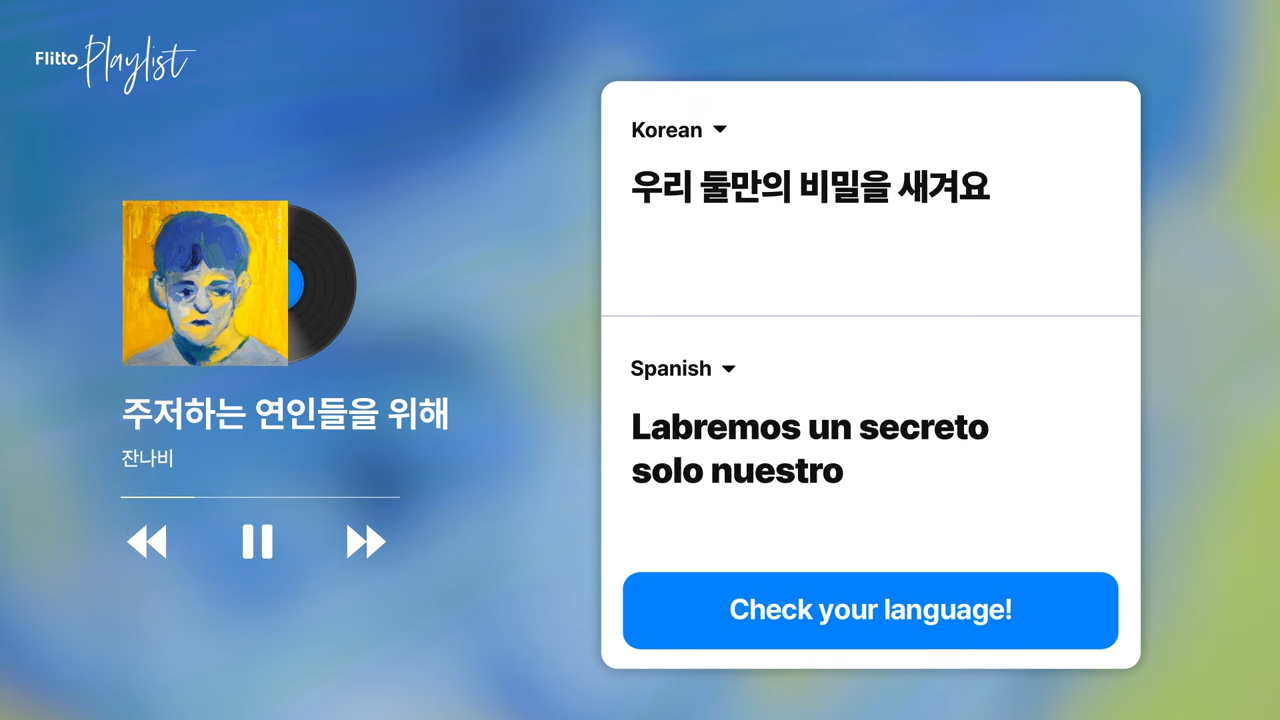 Flitto Playlist
주저하는 연인들을 위해
잔나비
Korean
우리 둘만의 비밀을 새겨요
Spanish
Labremos un secreto
solo nuestro
Check your language!